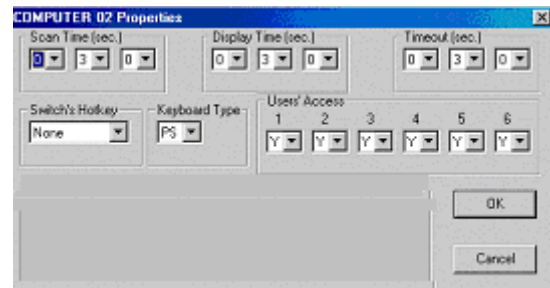 COMPUTER 02 Properties
Scan Time (sec.) Display Time (sec.) Timeout (sec.)
0 3 0 0 3 0 0 3 0
Switch's Hotkey Keyboard Type Users' Access
1 2 3 4 5 6
None PS Y Y Y Y Y Y
OK
Cancel